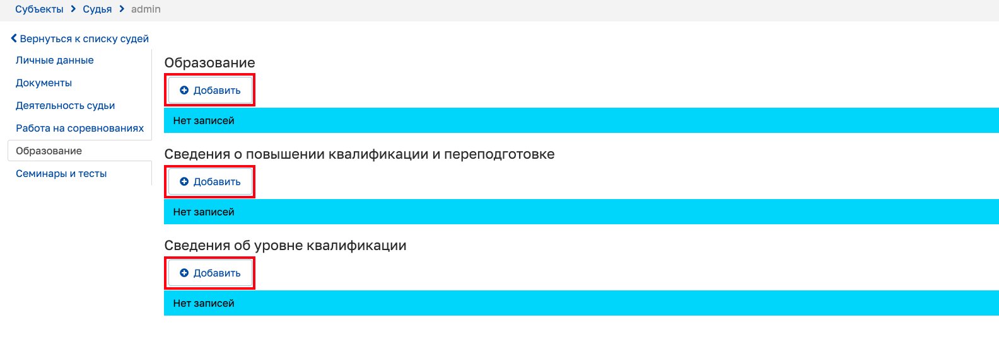 Субъекты Судья admin
Вернуться к списку судей
Личные данные
Документы
Деятельность судьи
Работа на соревнованиях
Образование
Семинары и тесты
Образование
Добавить
Нет записей
Сведения о повышении квалификации и переподготовке
Добавить
Нет записей
Сведения об уровне квалификации
Добавить
Нет записей